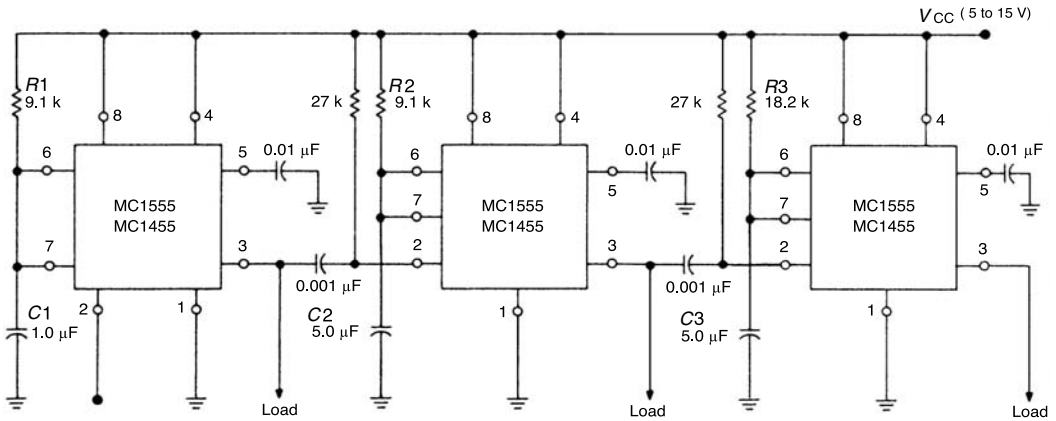 VCC ( 5 to 15 V)
R1
9.1 k
8
4
27 k
R2
9.1 k
8
4
27 k
R3
18.2 k
8
4
6
5
0.01 μF
6
0.01 μF
5
6
0.01 μF
5
MC1555
MC1455
7
MC1555
MC1455
7
MC1555
MC1455
7
3
0.001 μF
2
3
0.001 μF
2
3
C1
1.0 μF
2
1
C2
5.0 μF
1
C3
5.0 μF
1
Load
Load
Load